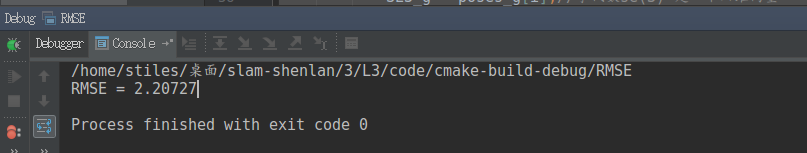 Debug RMSE
Debugger Console
/home/stiles/桌面/slam-shenlan/3/L3/code/cmake-build-debug/RMSE
RMSE = 2.20727
Process finished with exit code 0